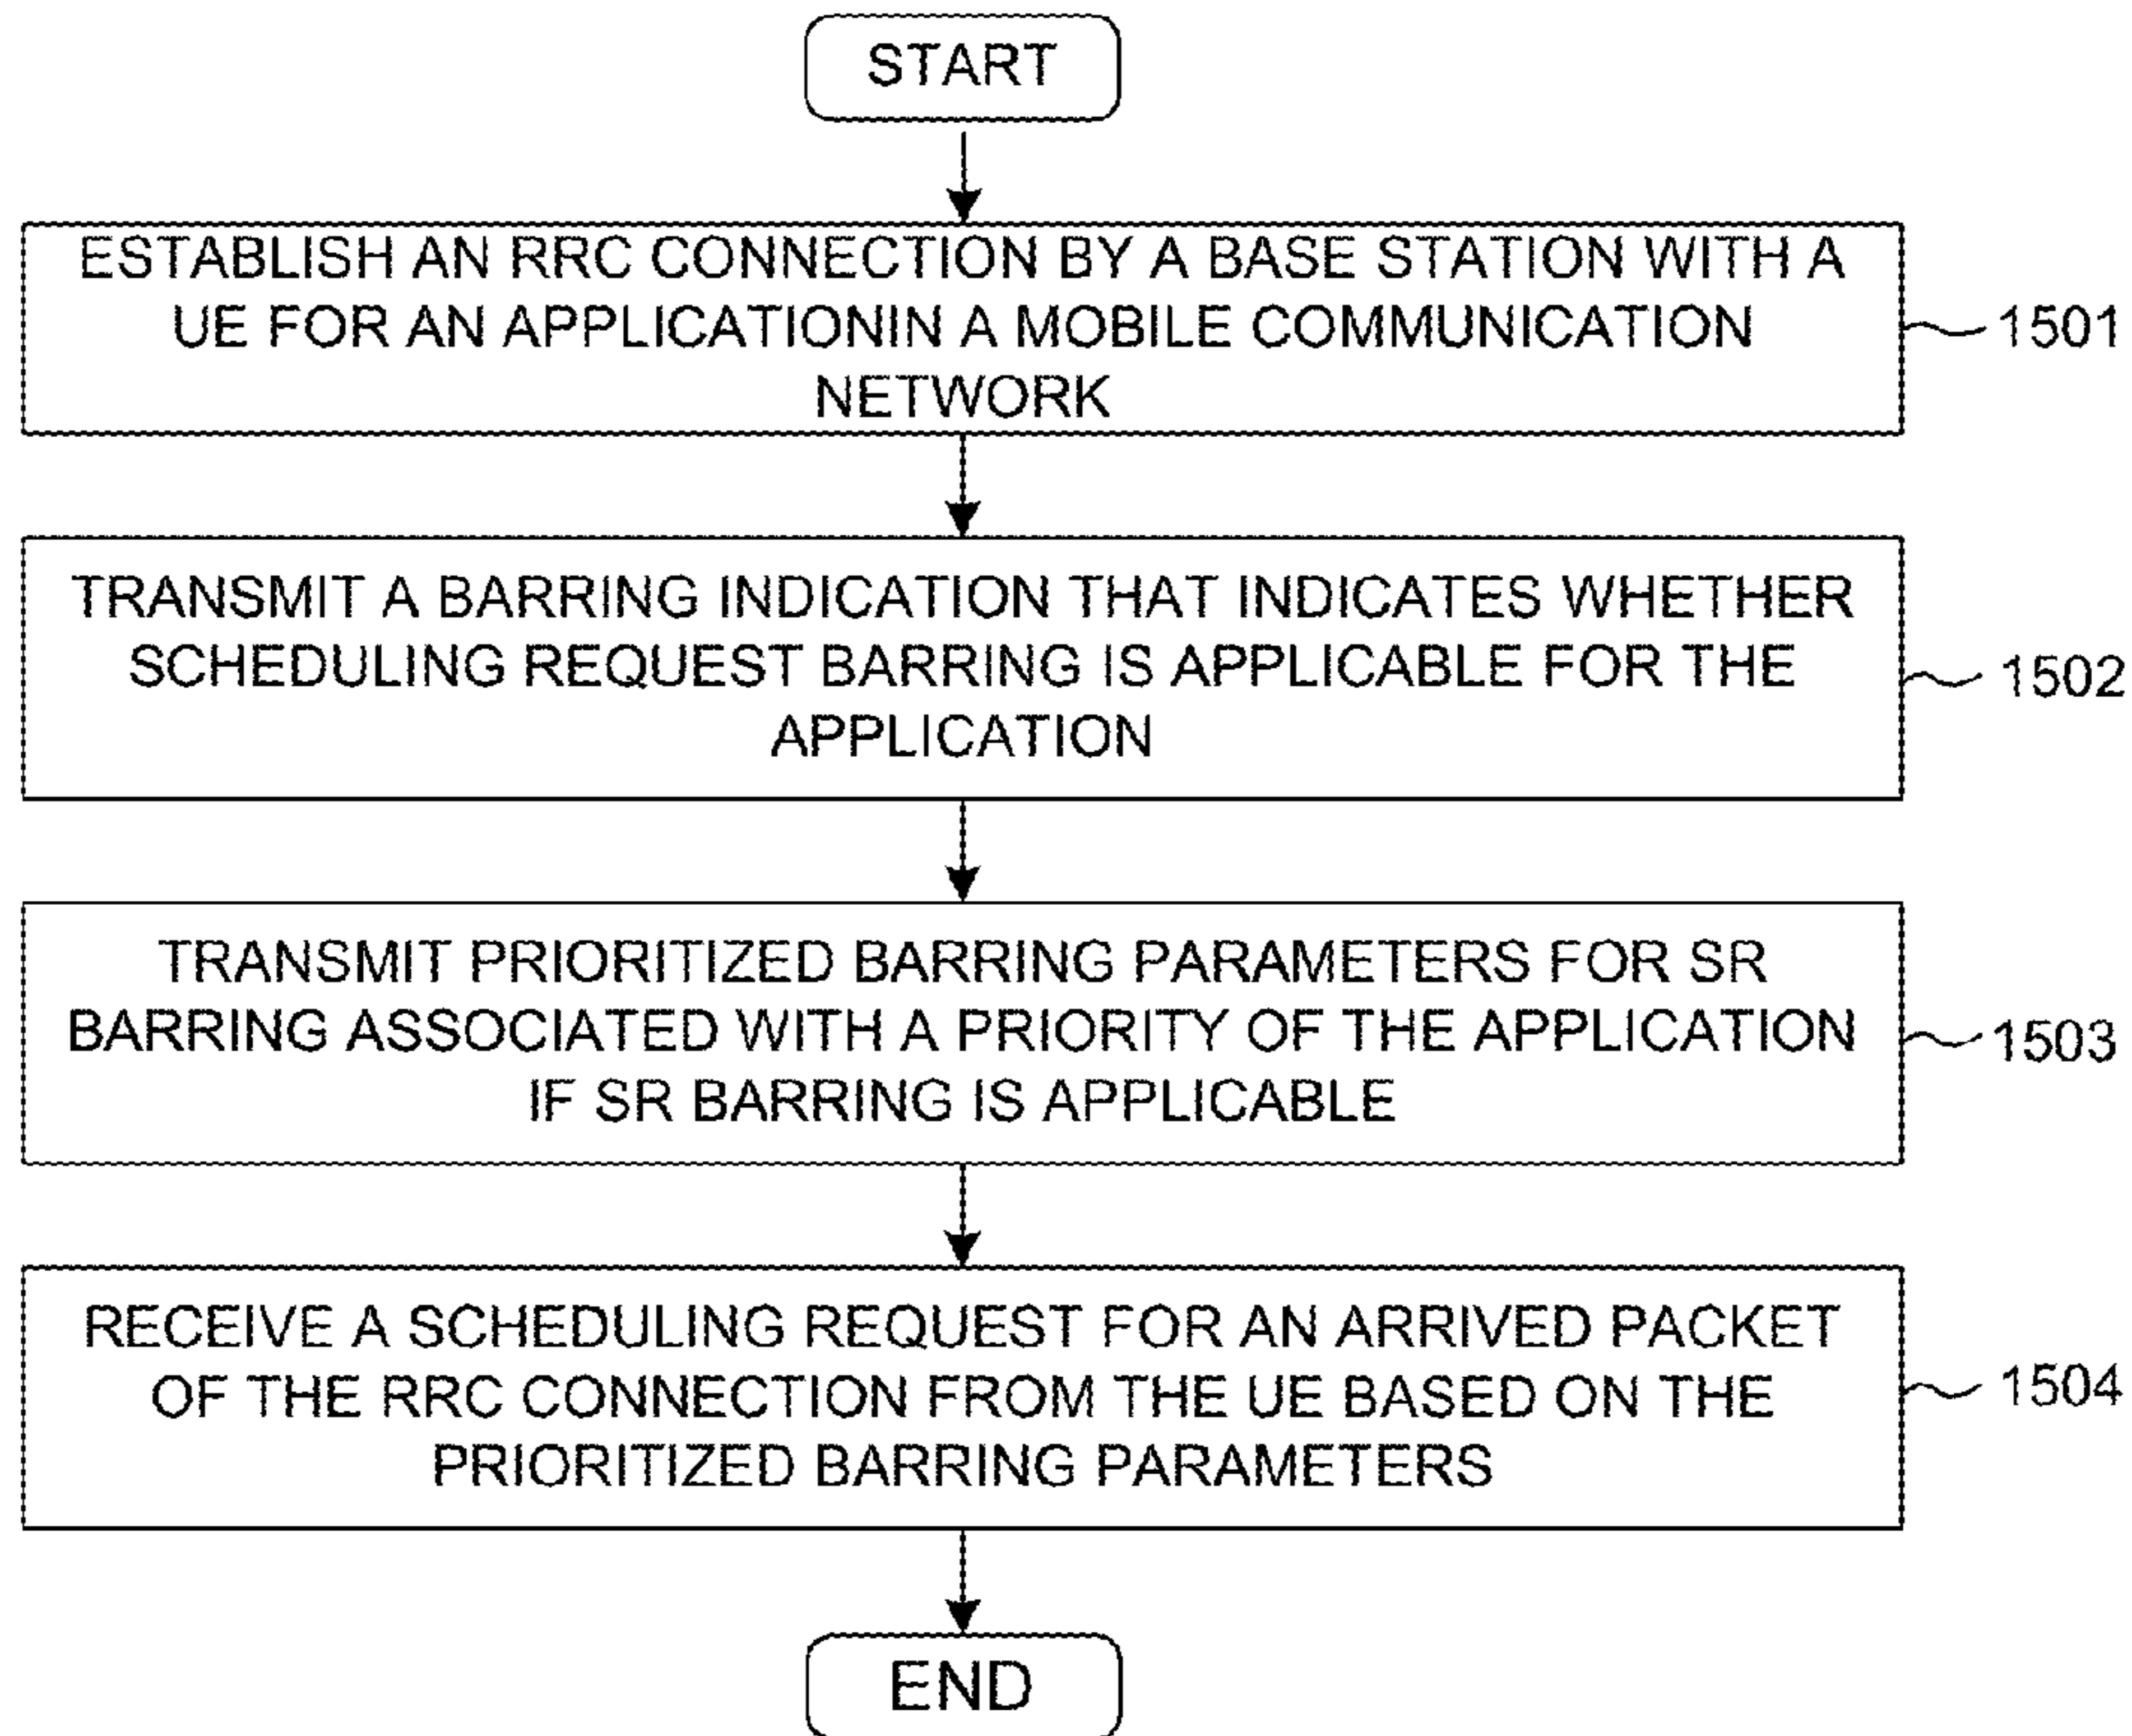 START
ESTABLISH AN RRC CONNECTION BY A BASE STATION WITH A
UE FOR AN APPLICATIONIN A MOBILE COMMUNICATION
NETWORK
1501
TRANSMIT A BARRING INDICATION THAT INDICATES WHETHER
SCHEDULING REQUEST BARRING IS APPLICABLE FOR THE
APPLICATION
1502
TRANSMIT PRIORITIZED BARRING PARAMETERS FOR SR
BARRING ASSOCIATED WITH A PRIORITY OF THE APPLICATION
IF SR BARRING IS APPLICABLE
1503
RECEIVE A SCHEDULING REQUEST FOR AN ARRIVED PACKET
OF THE RRC CONNECTION FROM THE UE BASED ON THE
PRIORITIZED BARRING PARAMETERS
1504
END